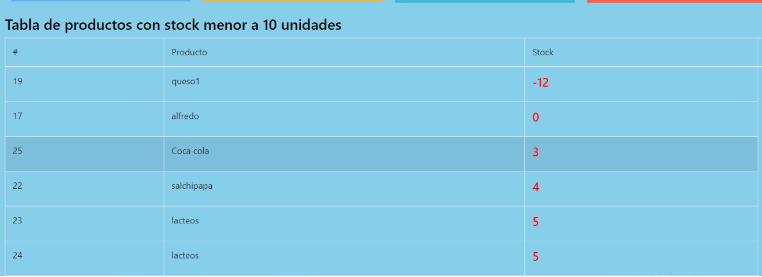 Tabla de productos con stock menor a 10 unidades
# Producto Stock
19 queso1 -12
17 alfredo 0
25 Coca cola 3
22 salchipapa 4
23 lacteos 5
24 lacteos 5